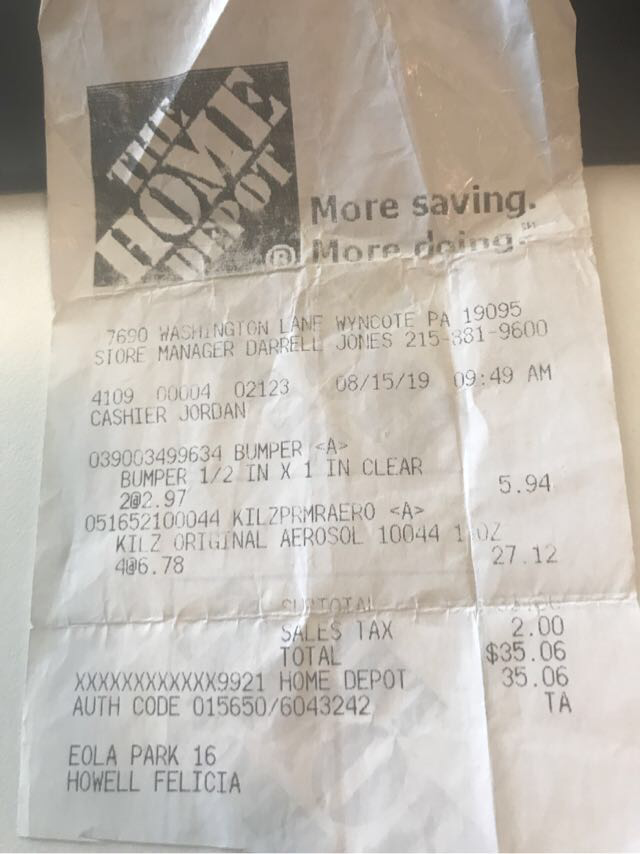 THE
HOME
DEPOT
®
More saving.
More doing.℠
7690 WASHINGTON LANE WYNCOTE PA 19095
STORE MANAGER DARRELL JONES 215-881-9600
4109 00004 02123 08/15/19 09:49 AM
CASHIER JORDAN
039003499634 BUMPER <A>
BUMPER 1/2 IN X 1 IN CLEAR
2@2.97 5.94
051652100044 KILZPRMRAERO <A>
KILZ ORIGINAL AEROSOL 10044 OZ
4@6.78 27.12
SUBTOTAL
SALES TAX 2.00
TOTAL $35.06
XXXXXXXXXXXX9921 HOME DEPOT 35.06
AUTH CODE 015650/6043242 TA
EOLA PARK 16
HOWELL FELICIA